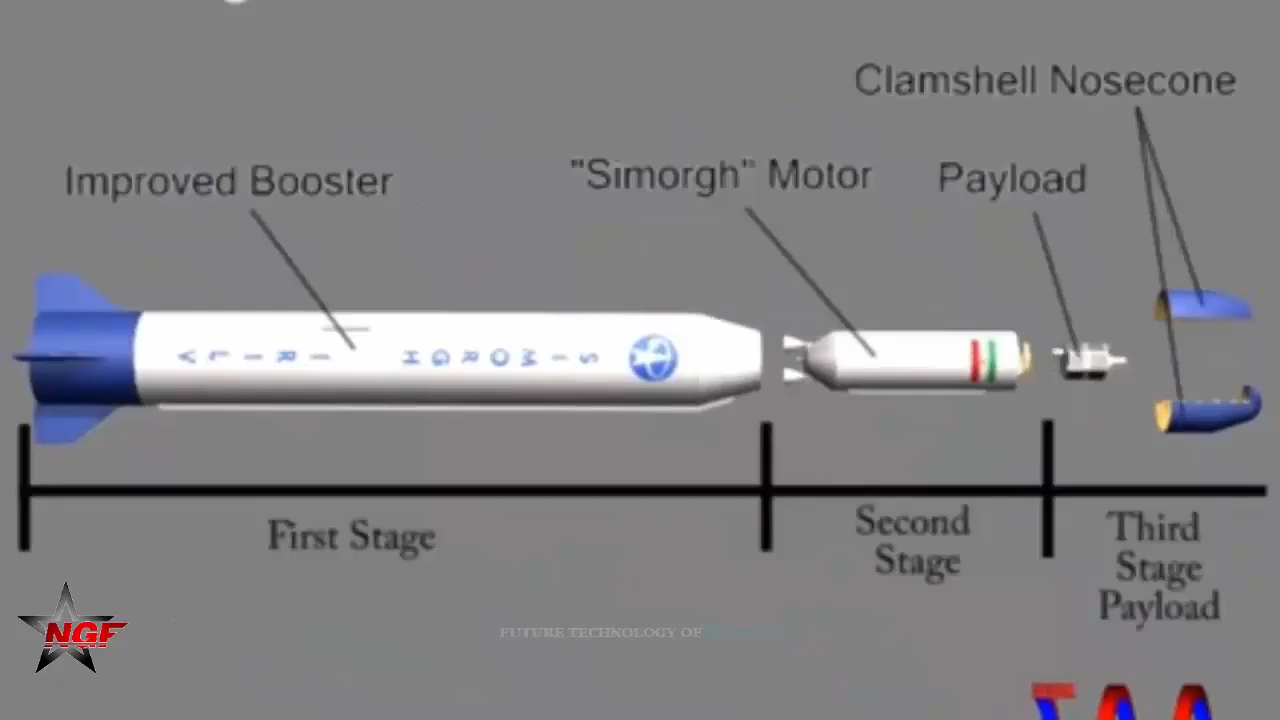 Clamshell Nosecone
Improved Booster
"Simorgh" Motor
Payload
V L I R I
H G R O M I S
First Stage
Second
Stage
Third
Stage
Payload
NGF
FUTURE TECHNOLOGY OF